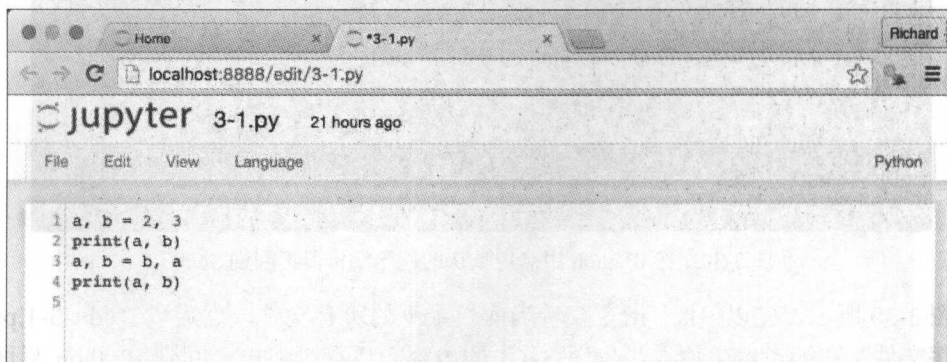 Home × *3-1.py × Richard
localhost:8888/edit/3-1.py
jupyter 3-1.py 21 hours ago
File Edit View Language Python
1 a, b = 2, 3
2 print(a, b)
3 a, b = b, a
4 print(a, b)
5